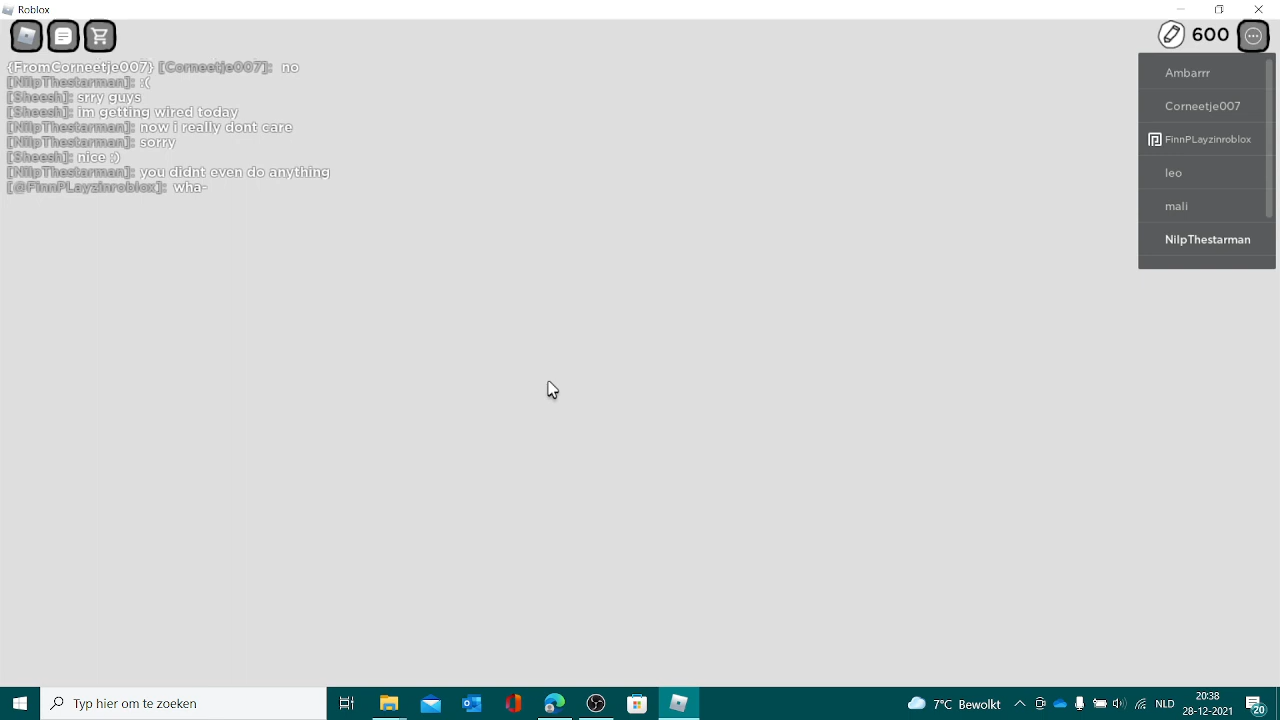 Roblox
600
{FromCorneetje007} [Corneetje007]: no
[NilpThestarman]: :(
[Sheesh]: srry guys
[Sheesh]: im getting wired today
[NilpThestarman]: now i really dont care
[NilpThestarman]: sorry
[Sheesh]: nice :)
[NilpThestarman]: you didnt even do anything
[@FinnPLayzinroblox]: wha-
Ambarrr
Corneetje007
FinnPLayzinroblox
leo
mali
NilpThestarman
Typ hier om te zoeken
7°C Bewolkt
NLD
20:38
28-12-2021
20